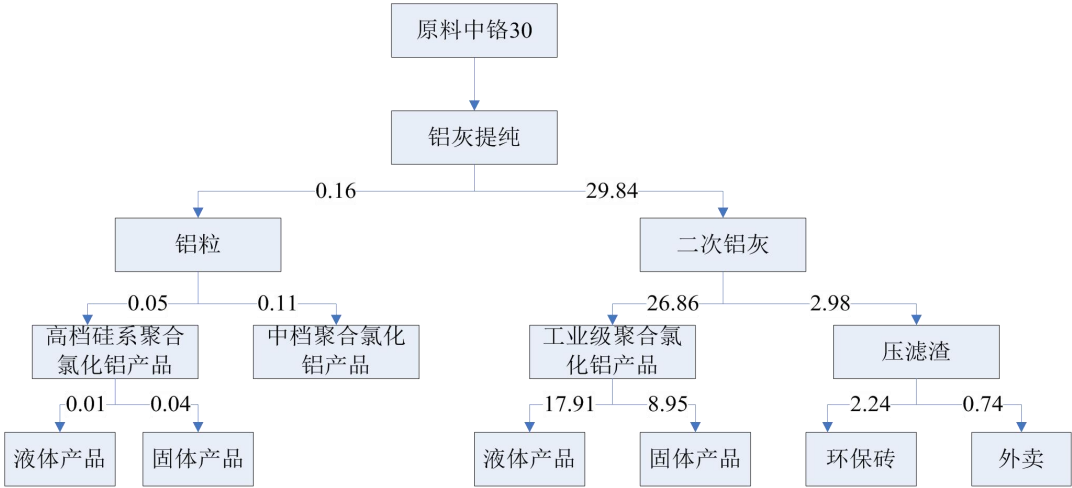 原料中铬30
铝灰提纯
0.16
29.84
铝粒
二次铝灰
0.05
0.11
26.86
2.98
高档硅系聚合
氯化铝产品
中档聚合氯化
铝产品
工业级聚合氯
化铝产品
压滤渣
0.01
0.04
17.91
8.95
2.24
0.74
液体产品
固体产品
液体产品
固体产品
环保砖
外卖